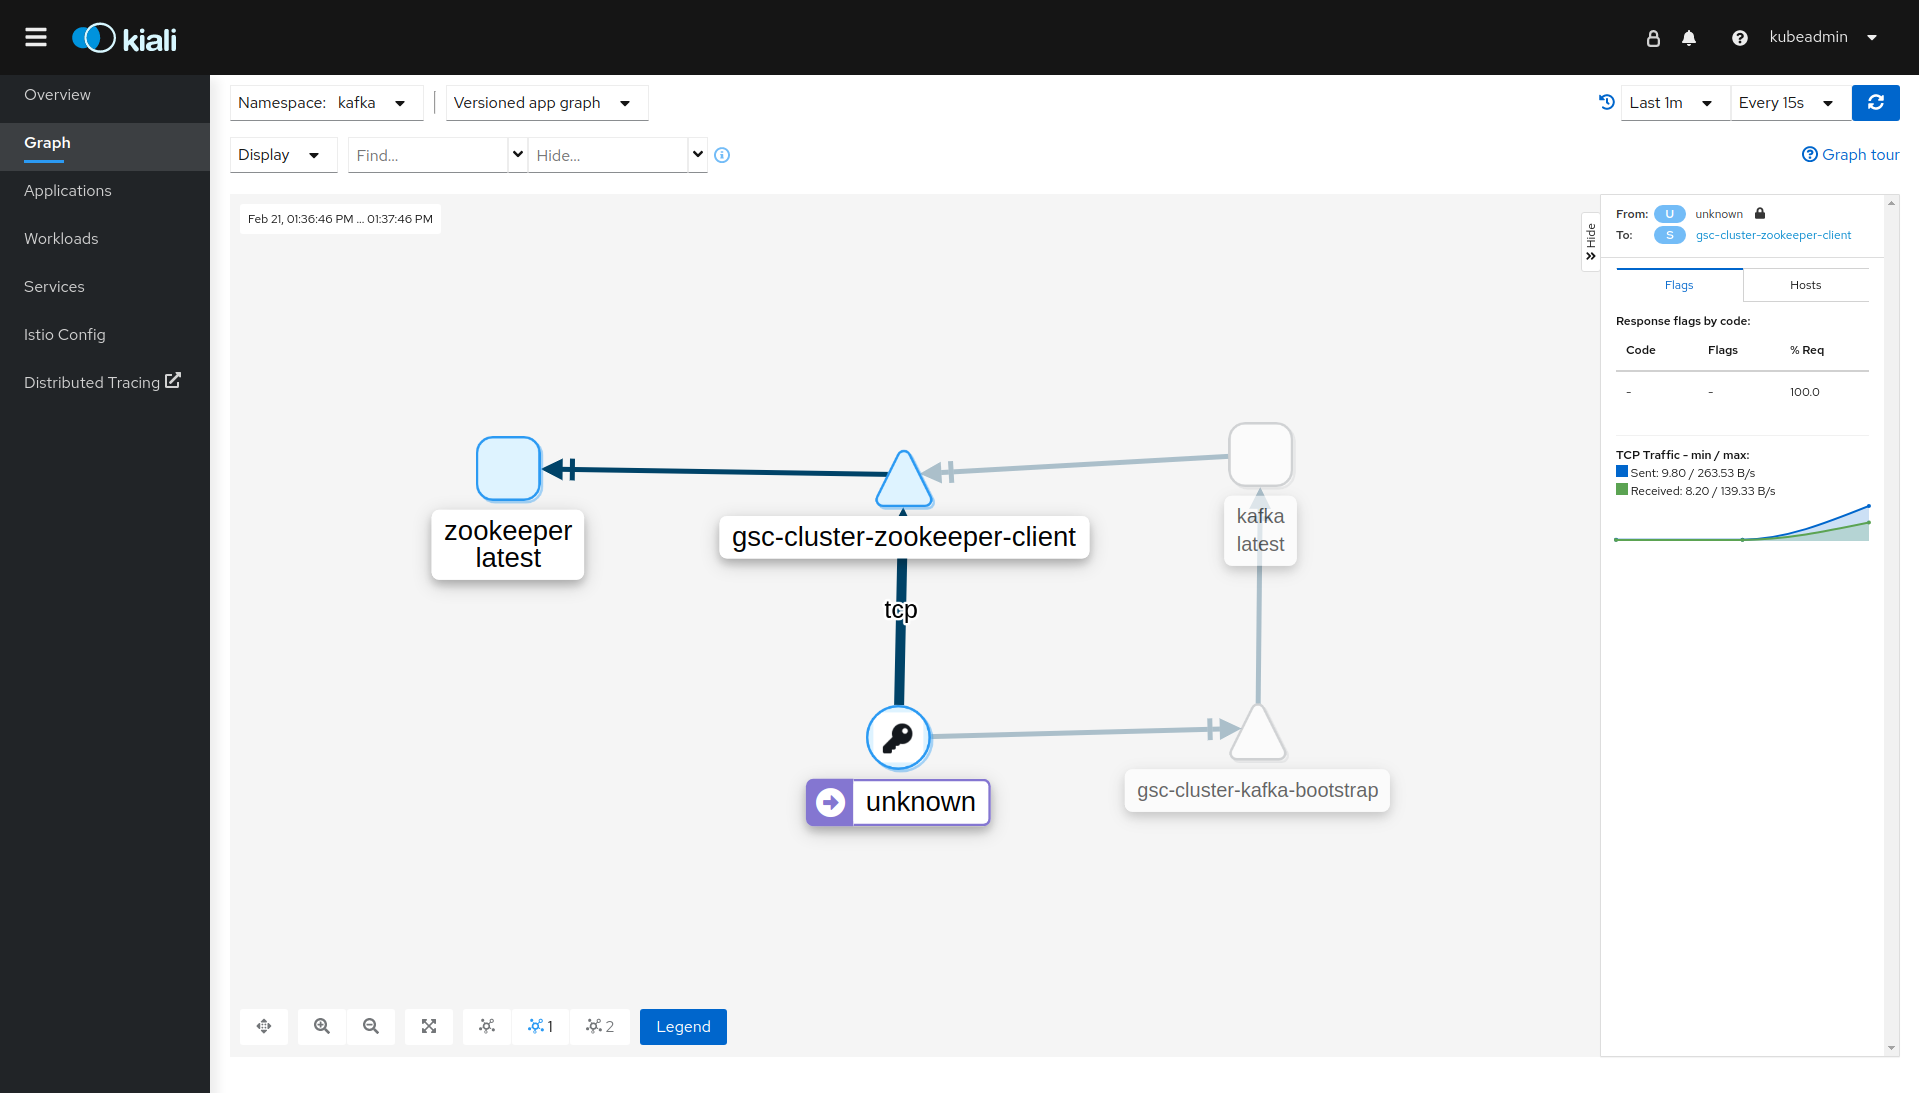 kiali
kubeadmin
Overview
Graph
Applications
Workloads
Services
Istio Config
Distributed Tracing
Namespace: kafka
Versioned app graph
Last 1m
Every 15s
Display
Find...
Hide...
Graph tour
Feb 21, 01:36:46 PM ... 01:37:46 PM
Hide
zookeeper
latest
gsc-cluster-zookeeper-client
kafka
latest
tcp
unknown
gsc-cluster-kafka-bootstrap
1
2
Legend
From: U unknown
To: S gsc-cluster-zookeeper-client
Flags
Hosts
Response flags by code:
Code Flags % Req
- - 100.0
TCP Traffic - min / max:
Sent: 9.80 / 263.53 B/s
Received: 8.20 / 139.33 B/s